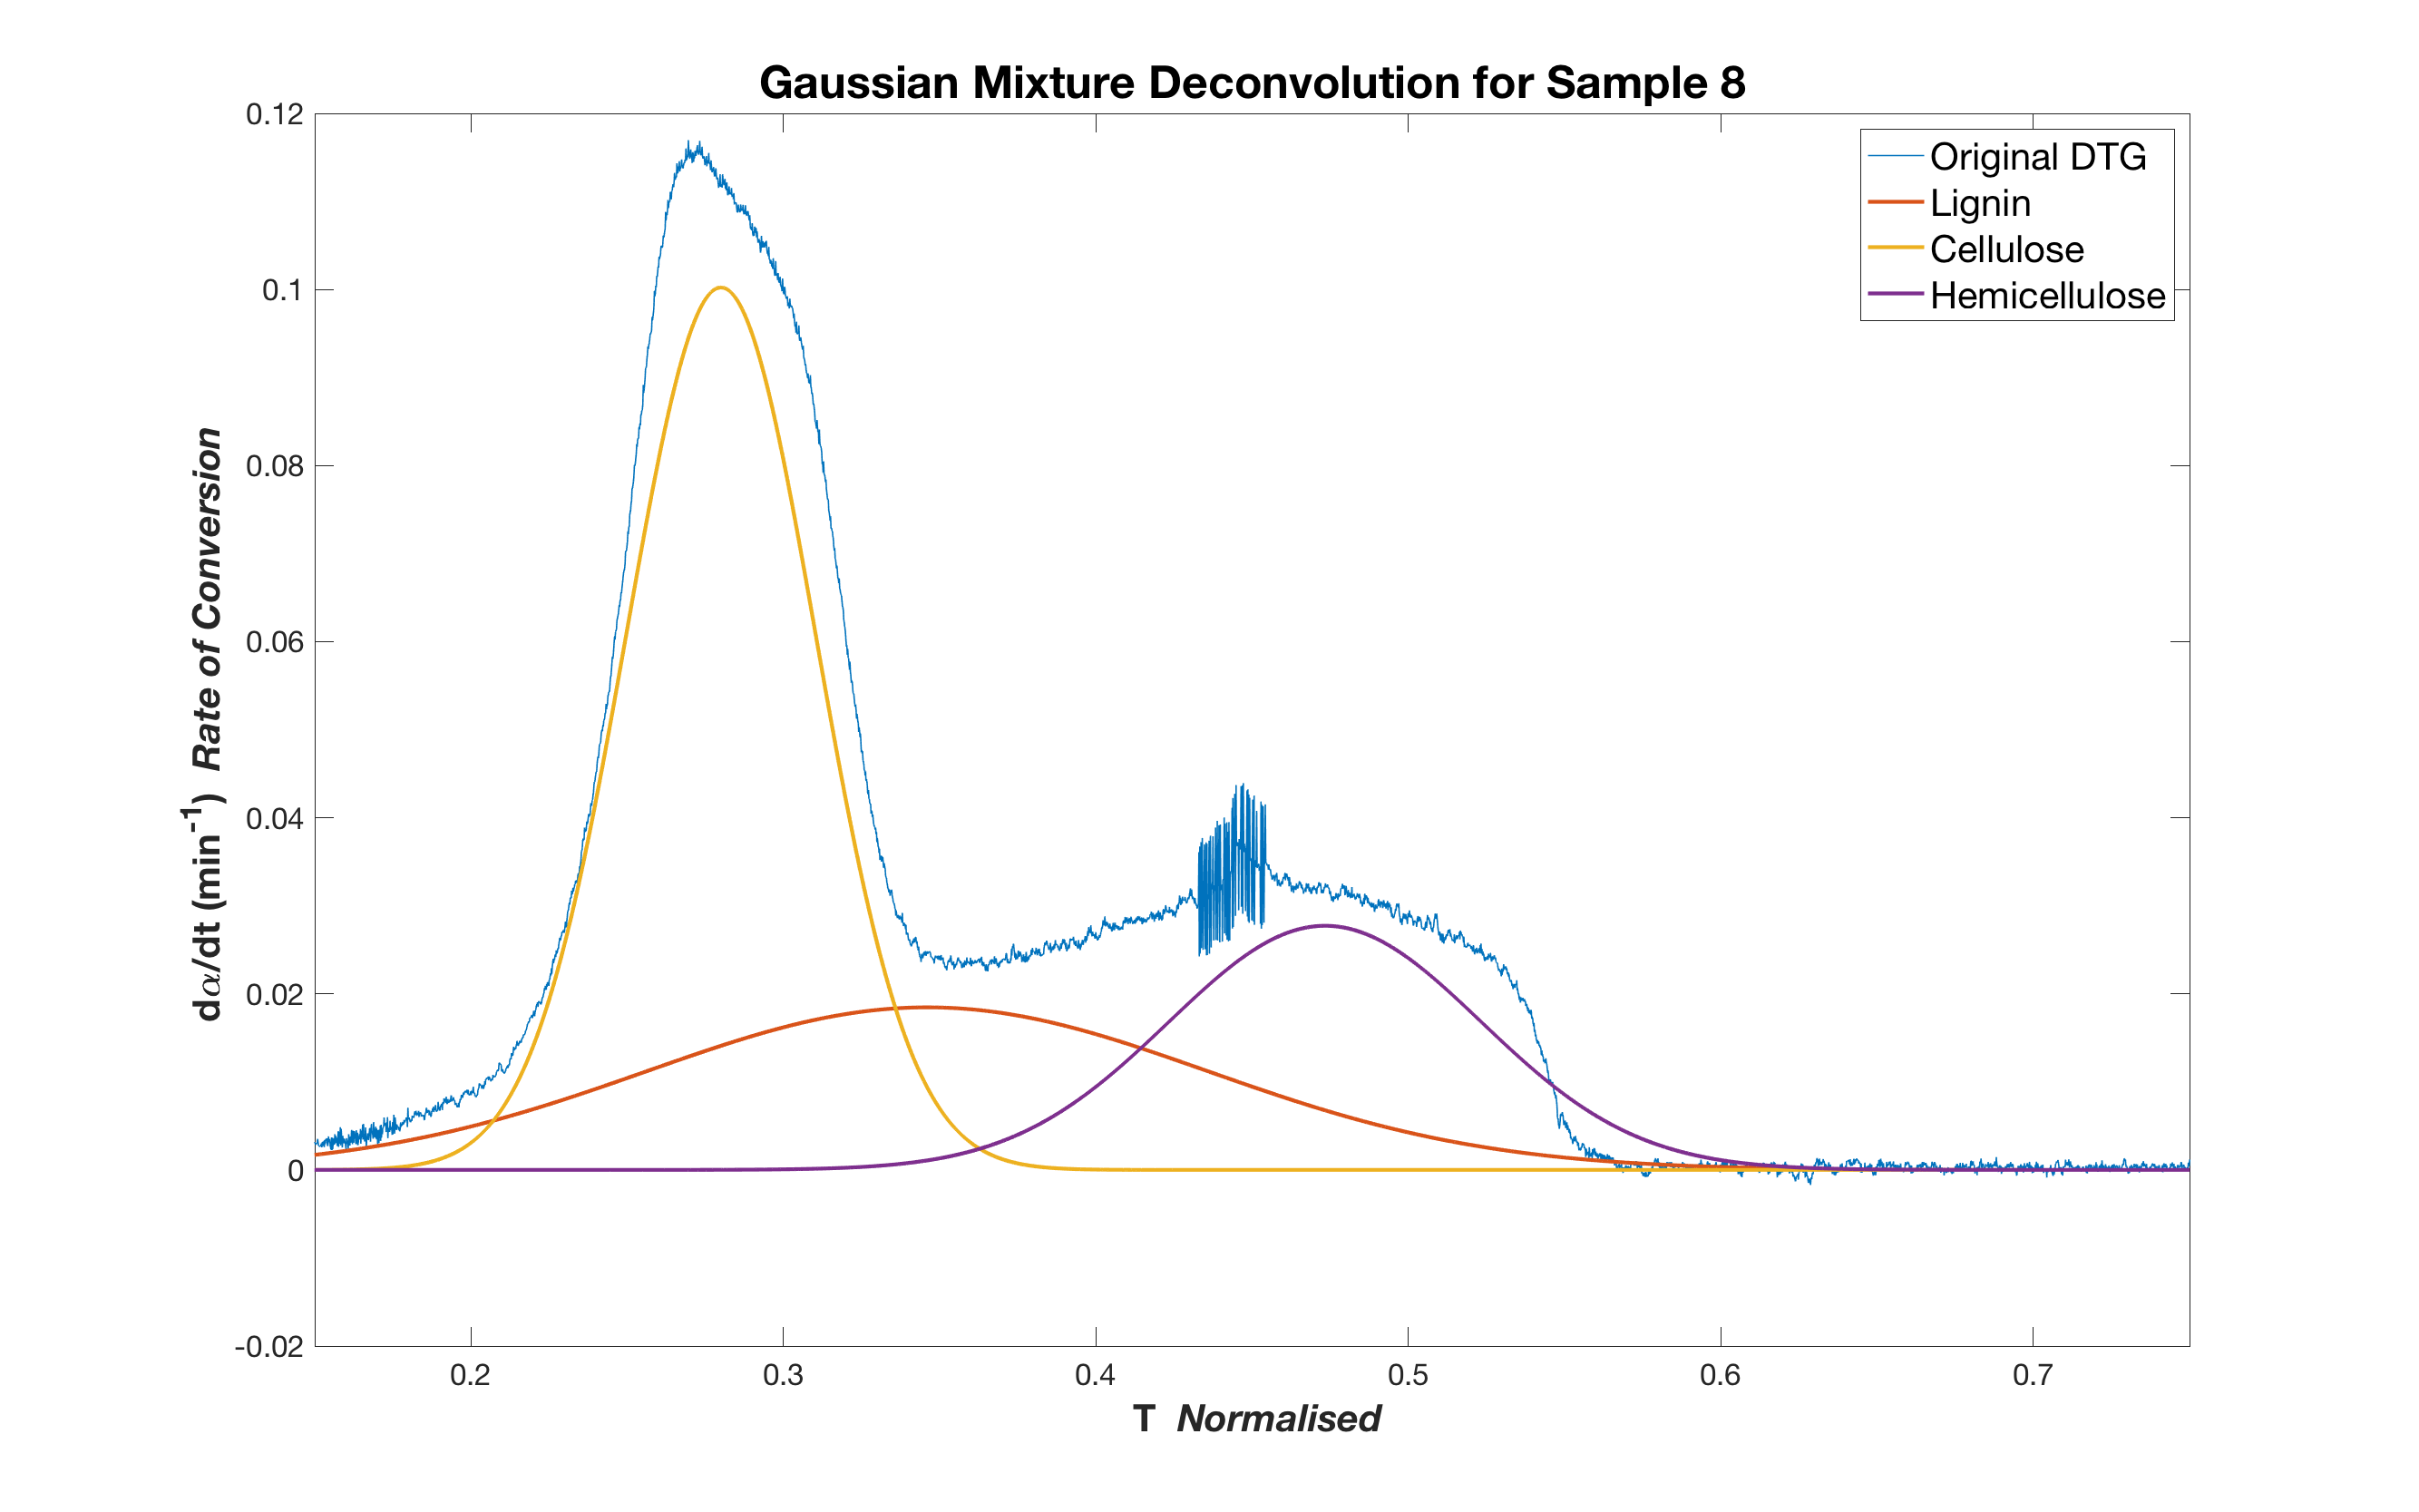 Gaussian Mixture Deconvolution for Sample 8
0.12
0.1
0.08
0.06
0.04
0.02
0
-0.02
dα/dt (min⁻¹) Rate of Conversion
Original DTG
Lignin
Cellulose
Hemicellulose
0.2 0.3 0.4 0.5 0.6 0.7
T Normalised